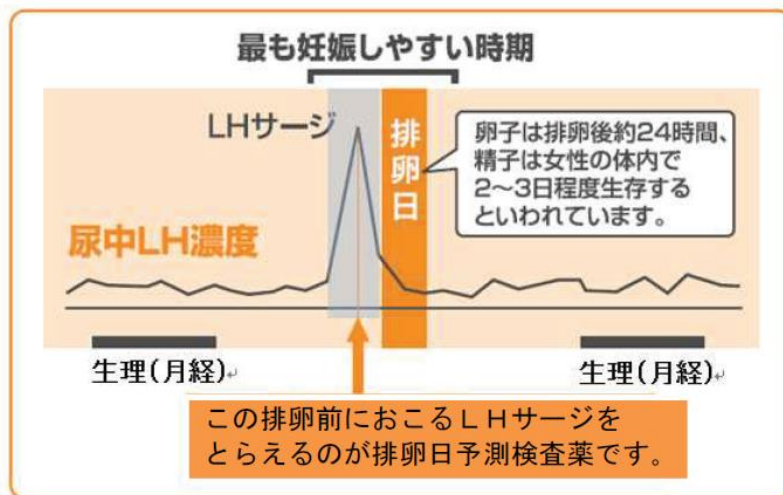 最も妊娠しやすい時期
LHサージ
排卵日
卵子は排卵後約24時間、
精子は女性の体内で
2～3日程度生存する
といわれています。
尿中LH濃度
生理(月経)↵
生理(月経)↵
この排卵前におこるＬＨサージを
とらえるのが排卵日予測検査薬です。